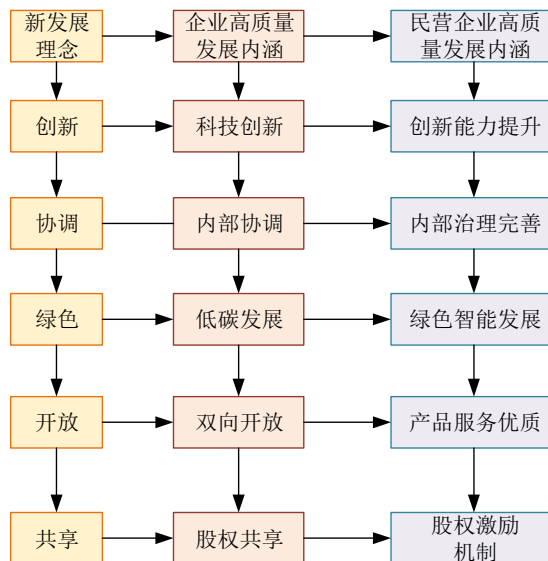 新发展
理念
企业高质量
发展内涵
民营企业高质
量发展内涵
创新
科技创新
创新能力提升
协调
内部协调
内部治理完善
绿色
低碳发展
绿色智能发展
开放
双向开放
产品服务优质
共享
股权共享
股权激励
机制